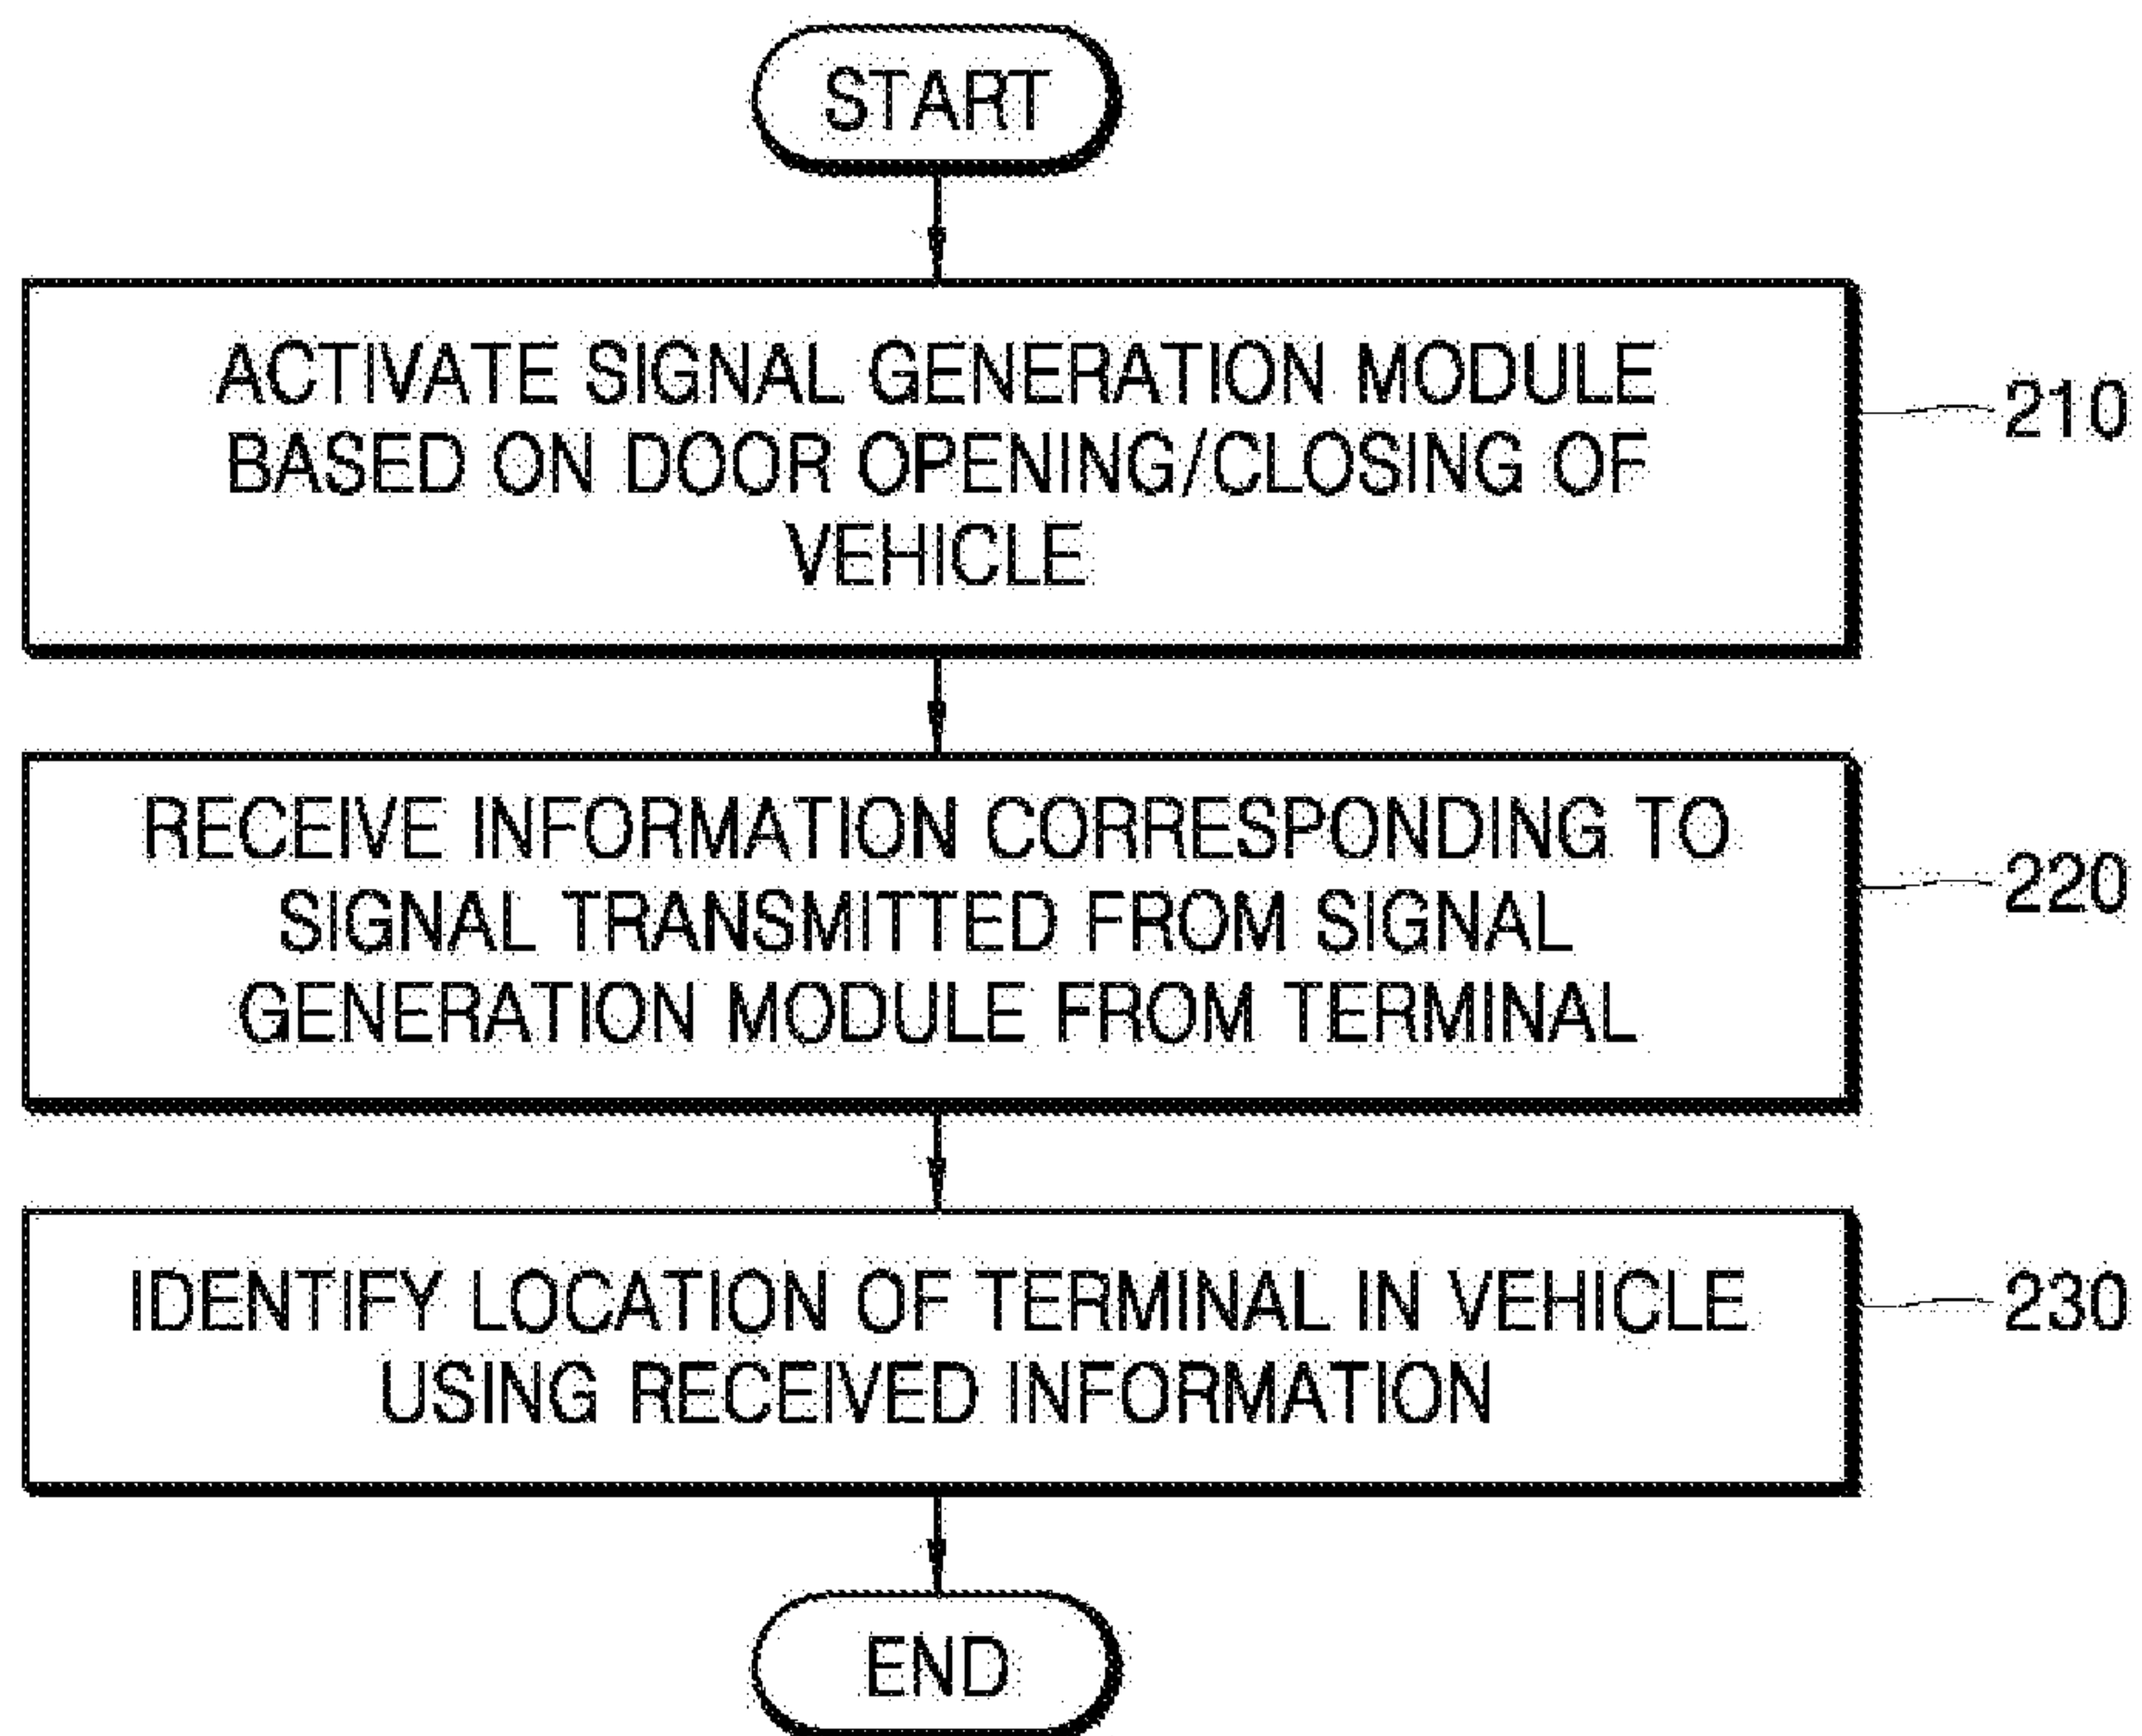 START
ACTIVATE SIGNAL GENERATION MODULE
BASED ON DOOR OPENING/CLOSING OF
VEHICLE
210
RECEIVE INFORMATION CORRESPONDING TO
SIGNAL TRANSMITTED FROM SIGNAL
GENERATION MODULE FROM TERMINAL
220
IDENTIFY LOCATION OF TERMINAL IN VEHICLE
USING RECEIVED INFORMATION
230
END